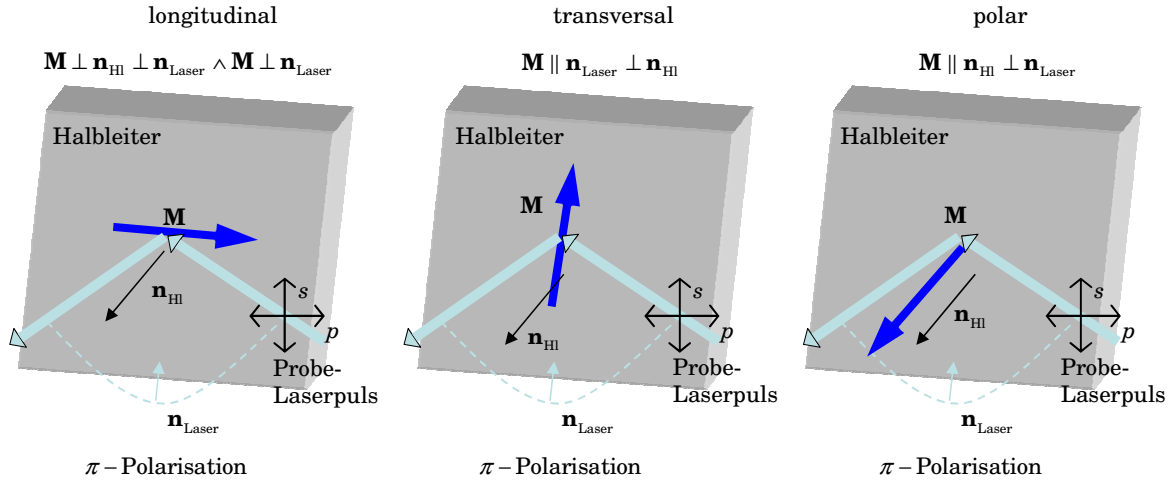 longitudinal
M ⊥ n_Hl ⊥ n_Laser ∧ M ⊥ n_Laser
Halbleiter
M
n_Hl
s
p
Probe-
Laserpuls
n_Laser
π – Polarisation
transversal
M ∥ n_Laser ⊥ n_Hl
Halbleiter
M
n_Hl
s
p
Probe-
Laserpuls
n_Laser
π – Polarisation
polar
M ∥ n_Hl ⊥ n_Laser
Halbleiter
M
n_Hl
s
p
Probe-
Laserpuls
n_Laser
π – Polarisation